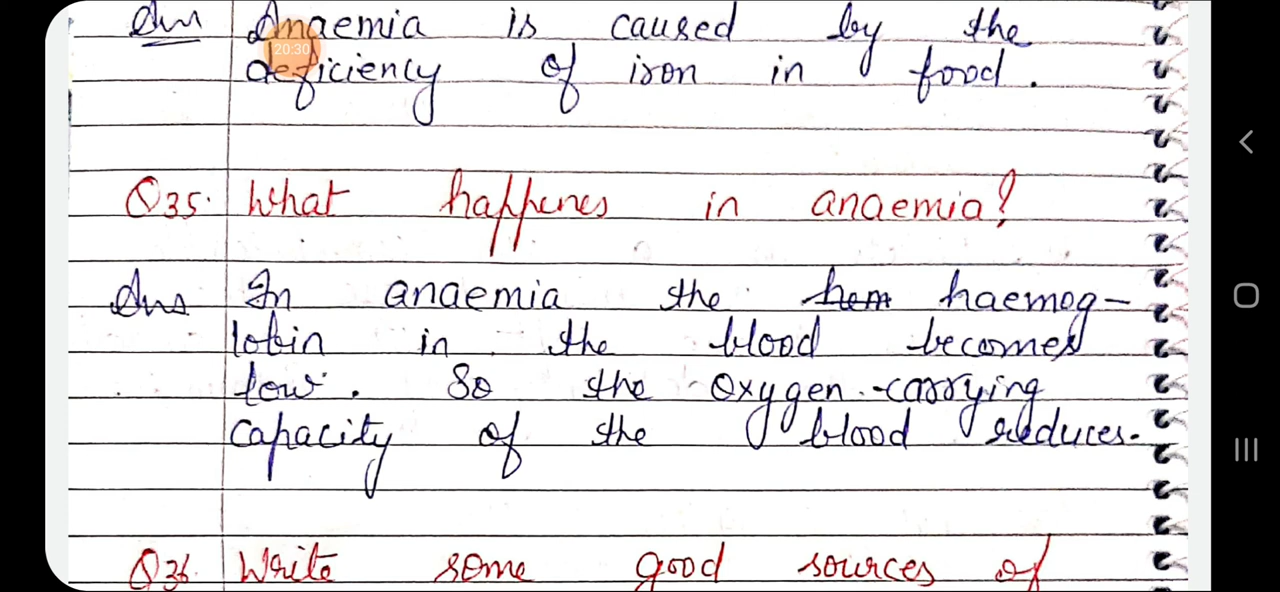 Ans Anaemia is caused by the
20:30
deficiency of iron in food.
Q35. What happenes in anaemia?
Ans In anaemia the hem haemog-
lobin in the blood becomes
low. So the oxygen-carrying
capacity of the blood reduces.
Q36. Write some good sources of